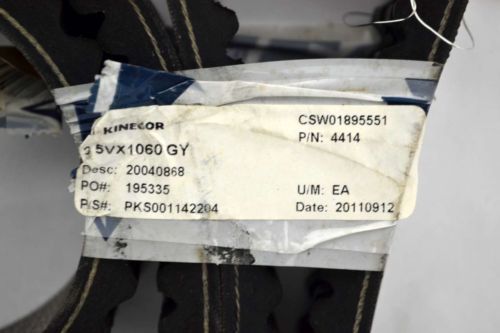 KINECOR
CSW01895551
P/N: 4414
3 5VX1060 GY
Desc: 20040868
PO#: 195335
U/M: EA
P/S#: PKS001142204
Date: 20110912